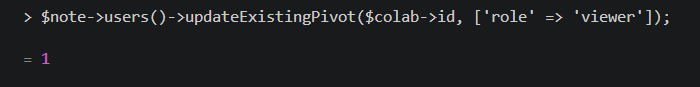 > $note->users()->updateExistingPivot($colab->id, ['role' => 'viewer']);
= 1